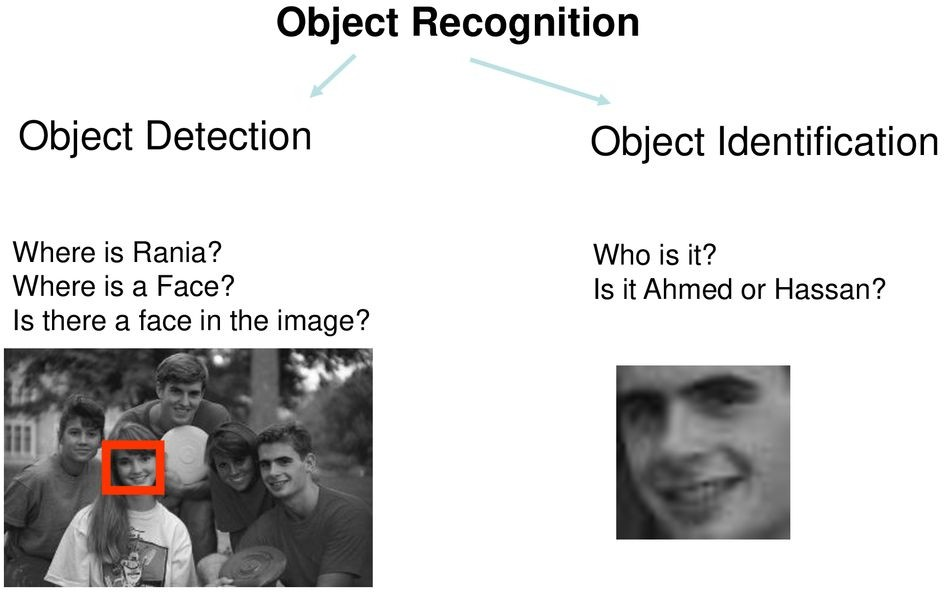 Object Recognition
Object Detection
Object Identification
Where is Rania?
Where is a Face?
Is there a face in the image?
Who is it?
Is it Ahmed or Hassan?